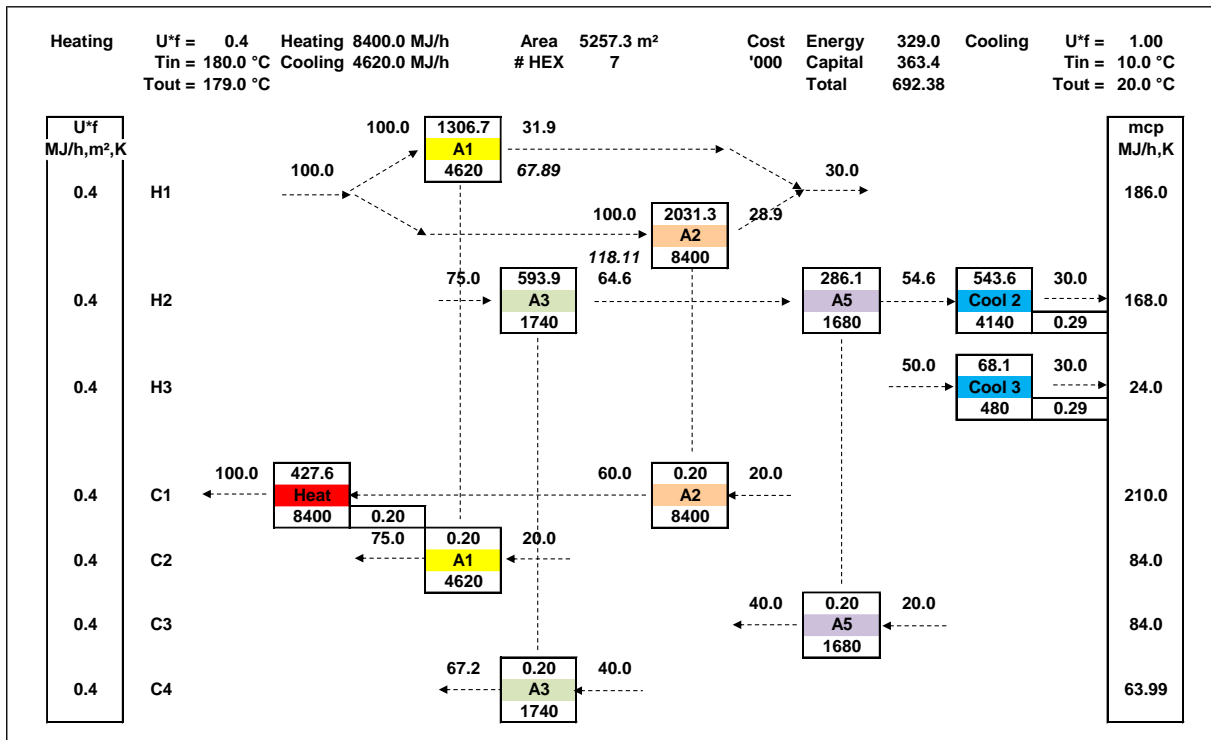 Heating U*f = 0.4 Heating 8400.0 MJ/h Area 5257.3 m² Cost Energy 329.0 Cooling U*f = 1.00
Tin = 180.0 °C Cooling 4620.0 MJ/h # HEX 7 '000 Capital 363.4 Tin = 10.0 °C
Tout = 179.0 °C Total 692.38 Tout = 20.0 °C
U*f 100.0 1306.7 31.9 mcp
MJ/h,m²,K A1 MJ/h,K
4620 67.89
100.0 30.0
0.4 H1 186.0
100.0 2031.3 28.9
A2
118.11 8400
75.0 593.9 64.6 286.1 54.6 543.6 30.0
0.4 H2 A3 A5 Cool 2 168.0
1740 1680 4140 0.29
50.0 68.1 30.0
0.4 H3 Cool 3 24.0
480 0.29
100.0 427.6 60.0 0.20 20.0
0.4 C1 Heat A2 210.0
8400 0.20 8400
75.0 0.20 20.0
0.4 C2 A1 84.0
4620
40.0 0.20 20.0
0.4 C3 A5 84.0
1680
67.2 0.20 40.0
0.4 C4 A3 63.99
1740